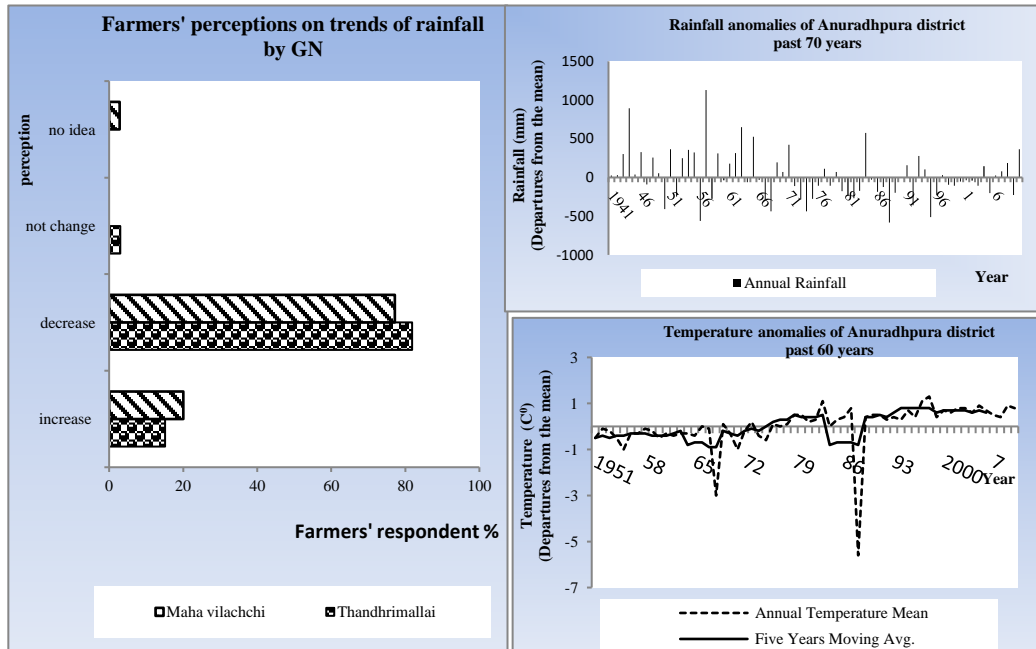 Farmers' perceptions on trends of rainfall
by GN
perception
no idea
not change
decrease
increase
0
20
40
60
80
100
Farmers' respondent %
Maha vilachchi
Thandhrimallai
Rainfall anomalies of Anuradhpura district
past 70 years
Rainfall (mm)
(Departures from the mean)
1500
1000
500
0
-500
-1000
1941
46
51
56
61
66
71
76
81
86
91
96
1
6
Year
Annual Rainfall
Temperature anomalies of Anuradhpura district
past 60 years
Temperature (C⁰)
(Departures from the mean)
3
1
-1
-3
-5
-7
1951
58
65
72
79
86
93
2000
7
Year
Annual Temperature Mean
Five Years Moving Avg.